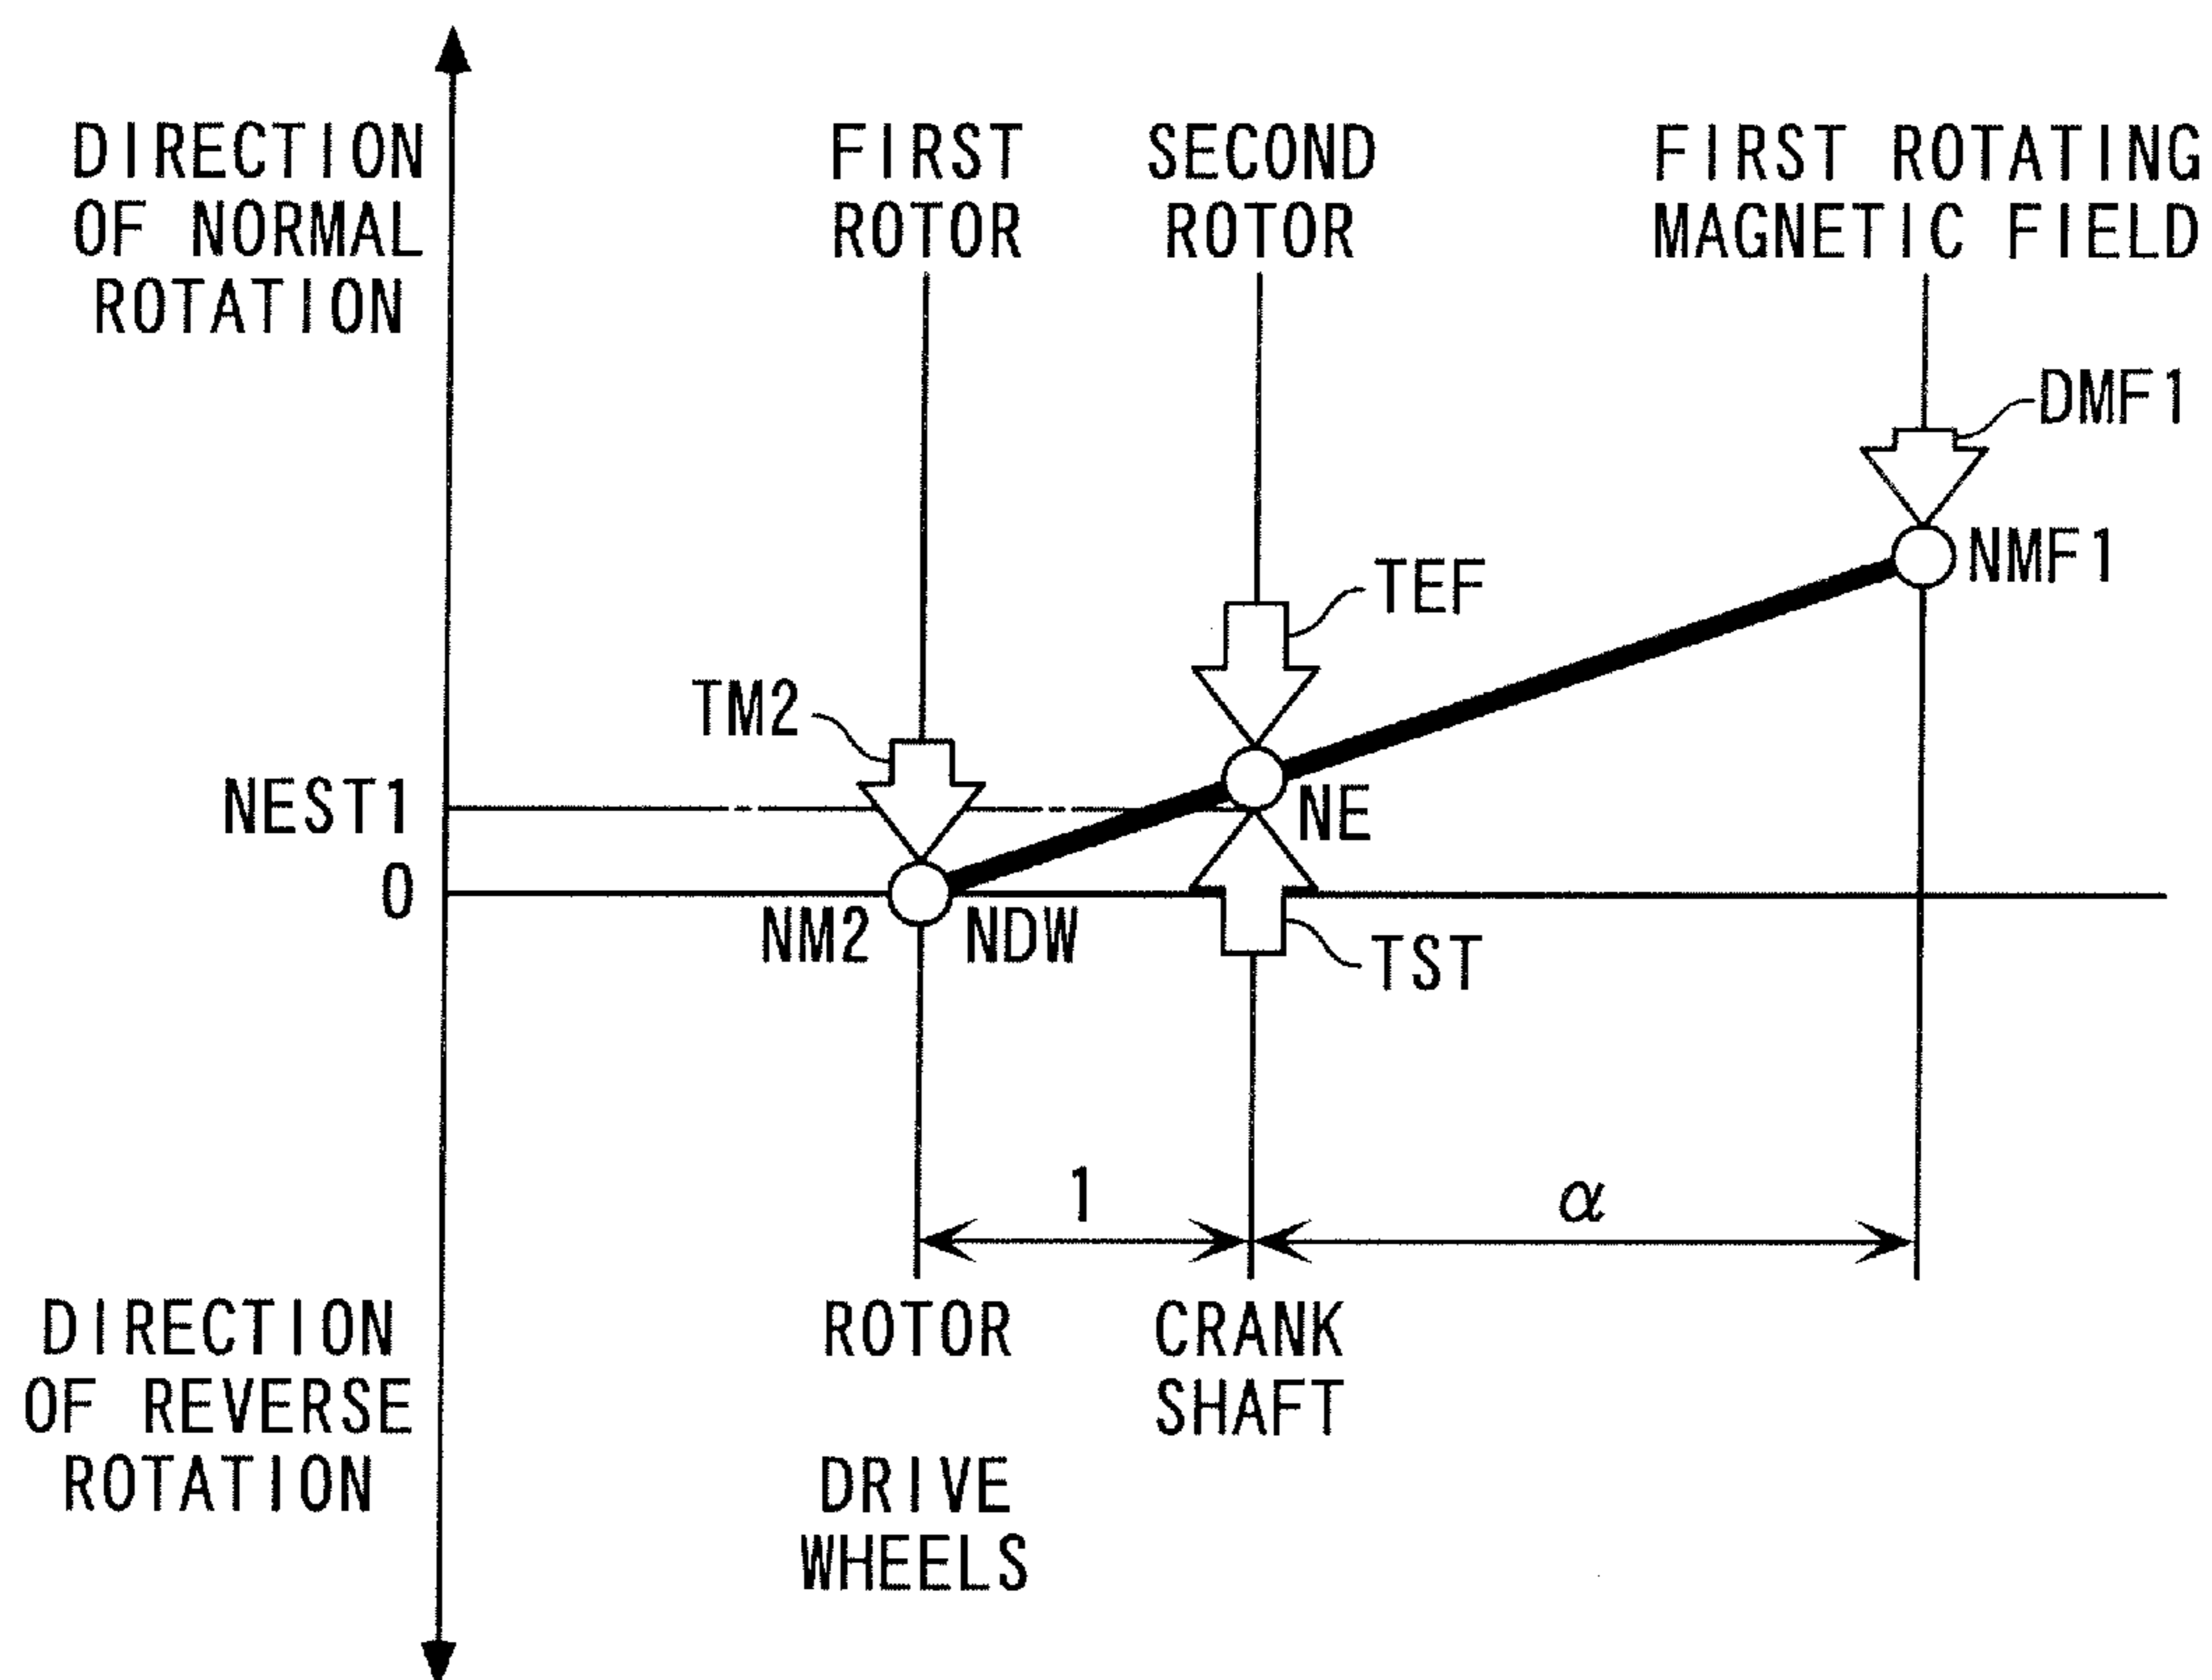 DIRECTION
OF NORMAL
ROTATION
FIRST
ROTOR
SECOND
ROTOR
FIRST ROTATING
MAGNETIC FIELD
DMF1
NMF1
TEF
TM2
NEST1
NE
0
NM2
NDW
TST
1
α
DIRECTION
OF REVERSE
ROTATION
ROTOR
DRIVE
WHEELS
CRANK
SHAFT